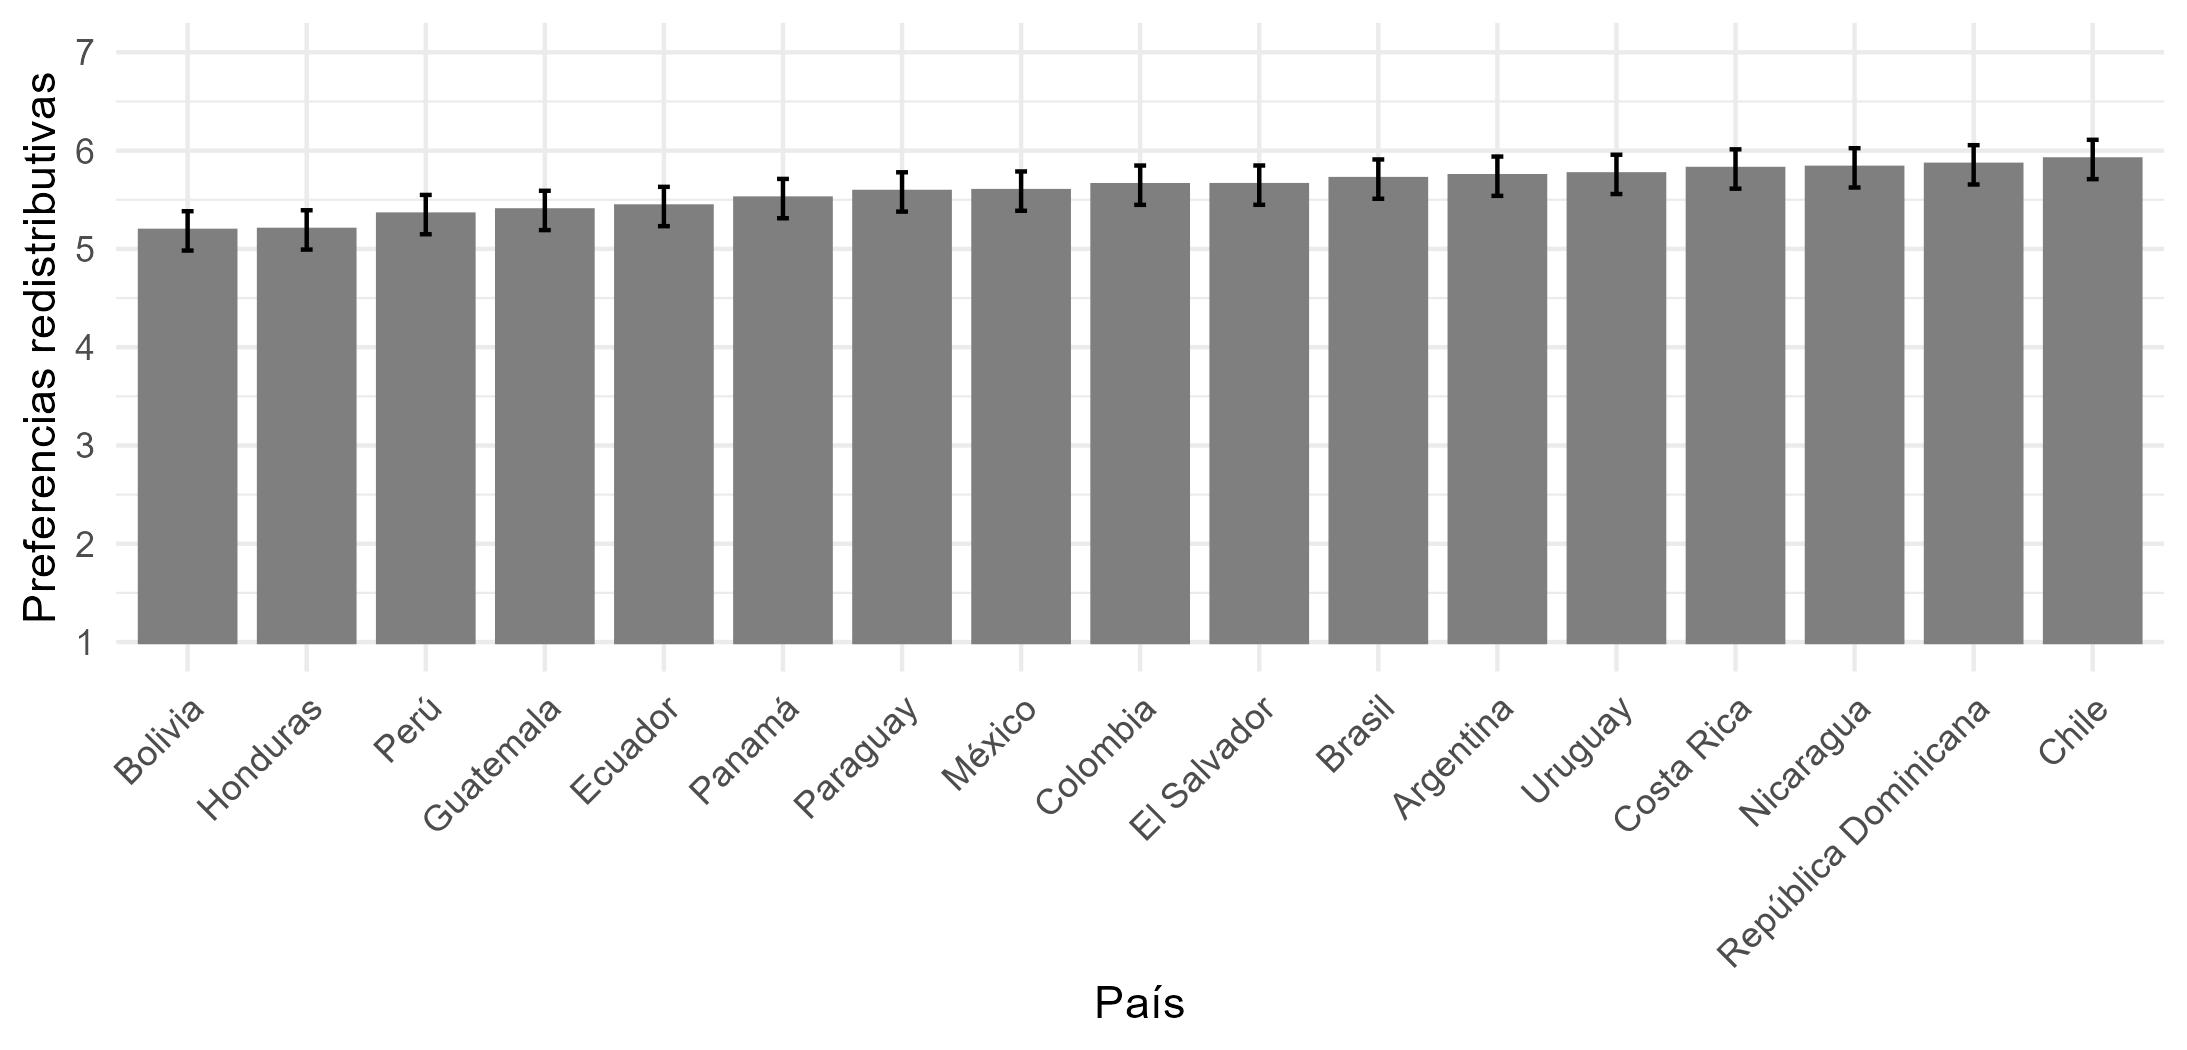 Preferencias redistributivas
7
6
5
4
3
2
1
Bolivia
Honduras
Perú
Guatemala
Ecuador
Panamá
Paraguay
México
Colombia
El Salvador
Brasil
Argentina
Uruguay
Costa Rica
Nicaragua
República Dominicana
Chile
País